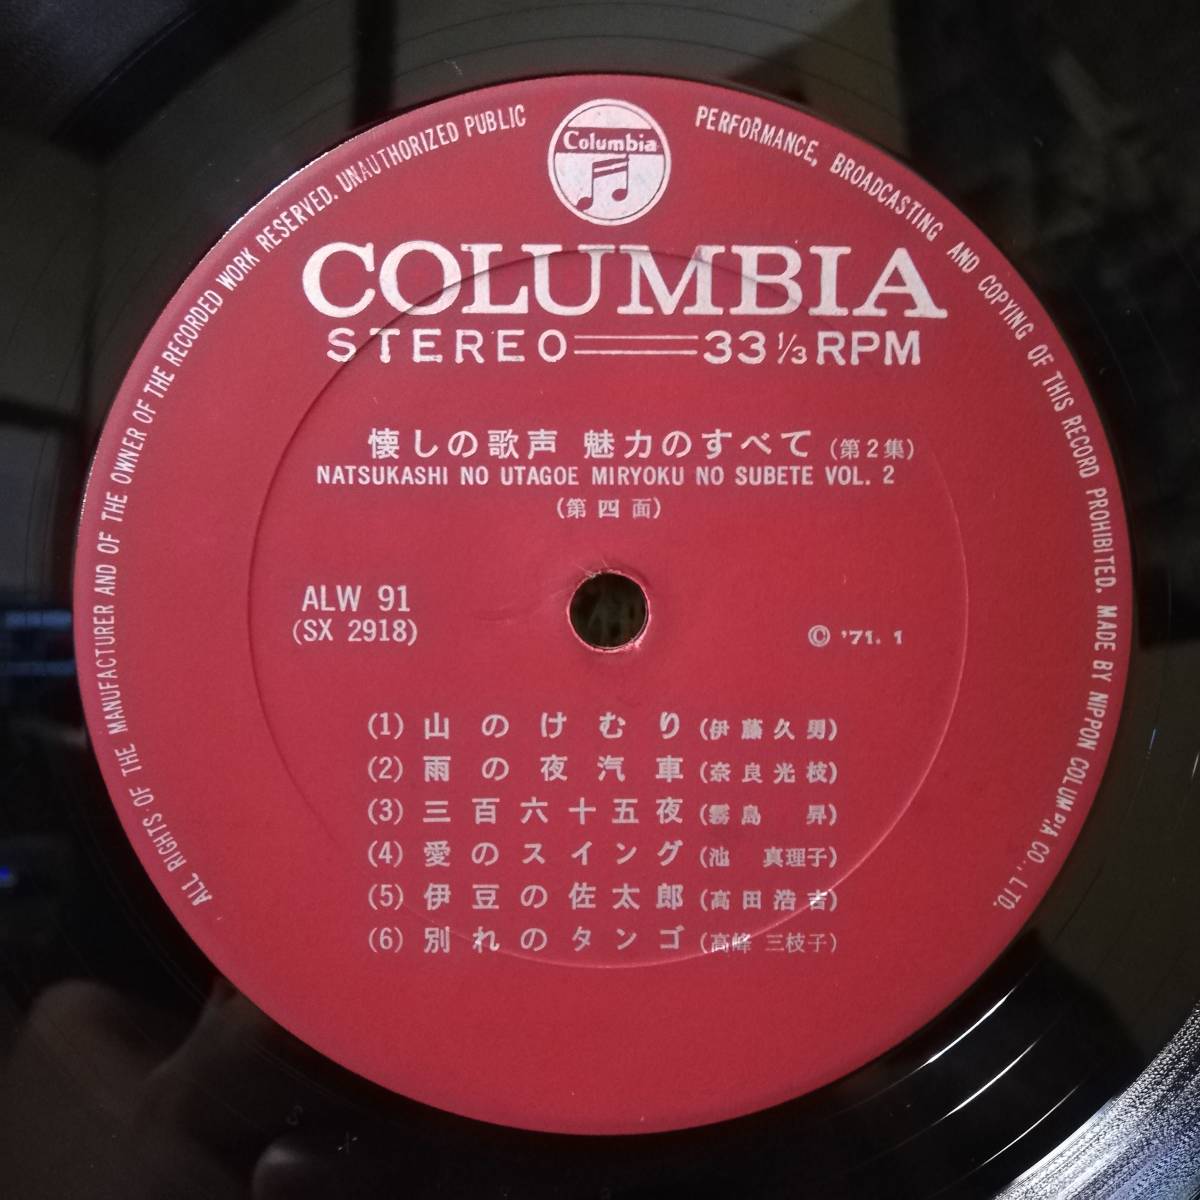 ALL RIGHTS OF THE MANUFACTURER AND OF THE OWNER OF THE RECORDED WORK RESERVED. UNAUTHORIZED PUBLIC PERFORMANCE, BROADCASTING AND COPYING OF THIS RECORD PROHIBITED. MADE BY NIPPON COLUMBIA CO., LTD.
Columbia
COLUMBIA
STEREO 33 1/3 RPM
懐しの歌声 魅力のすべて (第2集)
NATSUKASHI NO UTAGOE MIRYOKU NO SUBETE VOL. 2
(第四面)
ALW 91
(SX 2918)
© '71. 1
(1) 山のけむり (伊藤久男)
(2) 雨の夜汽車 (奈良光枝)
(3) 三百六十五夜 (霧島 昇)
(4) 愛のスイング (池 真理子)
(5) 伊豆の佐太郎 (高田浩吉)
(6) 別れのタンゴ (高峰三枝子)